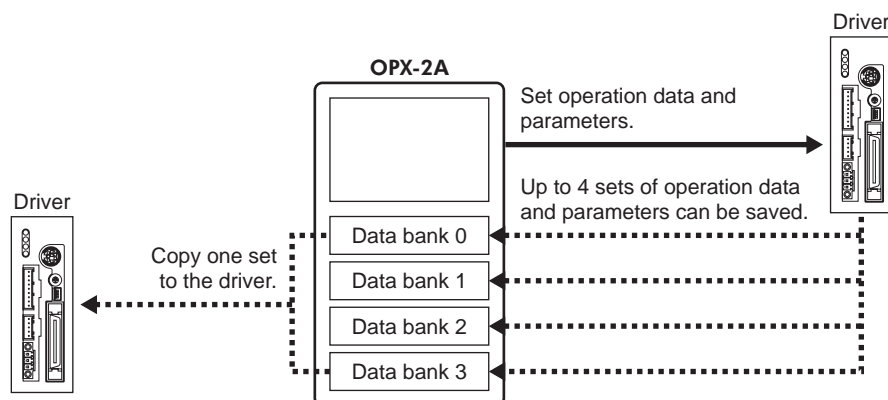 Driver
OPX-2A
Set operation data and
parameters.
Up to 4 sets of operation data
and parameters can be saved.
Driver
Copy one set
to the driver.
Data bank 0
Data bank 1
Data bank 2
Data bank 3